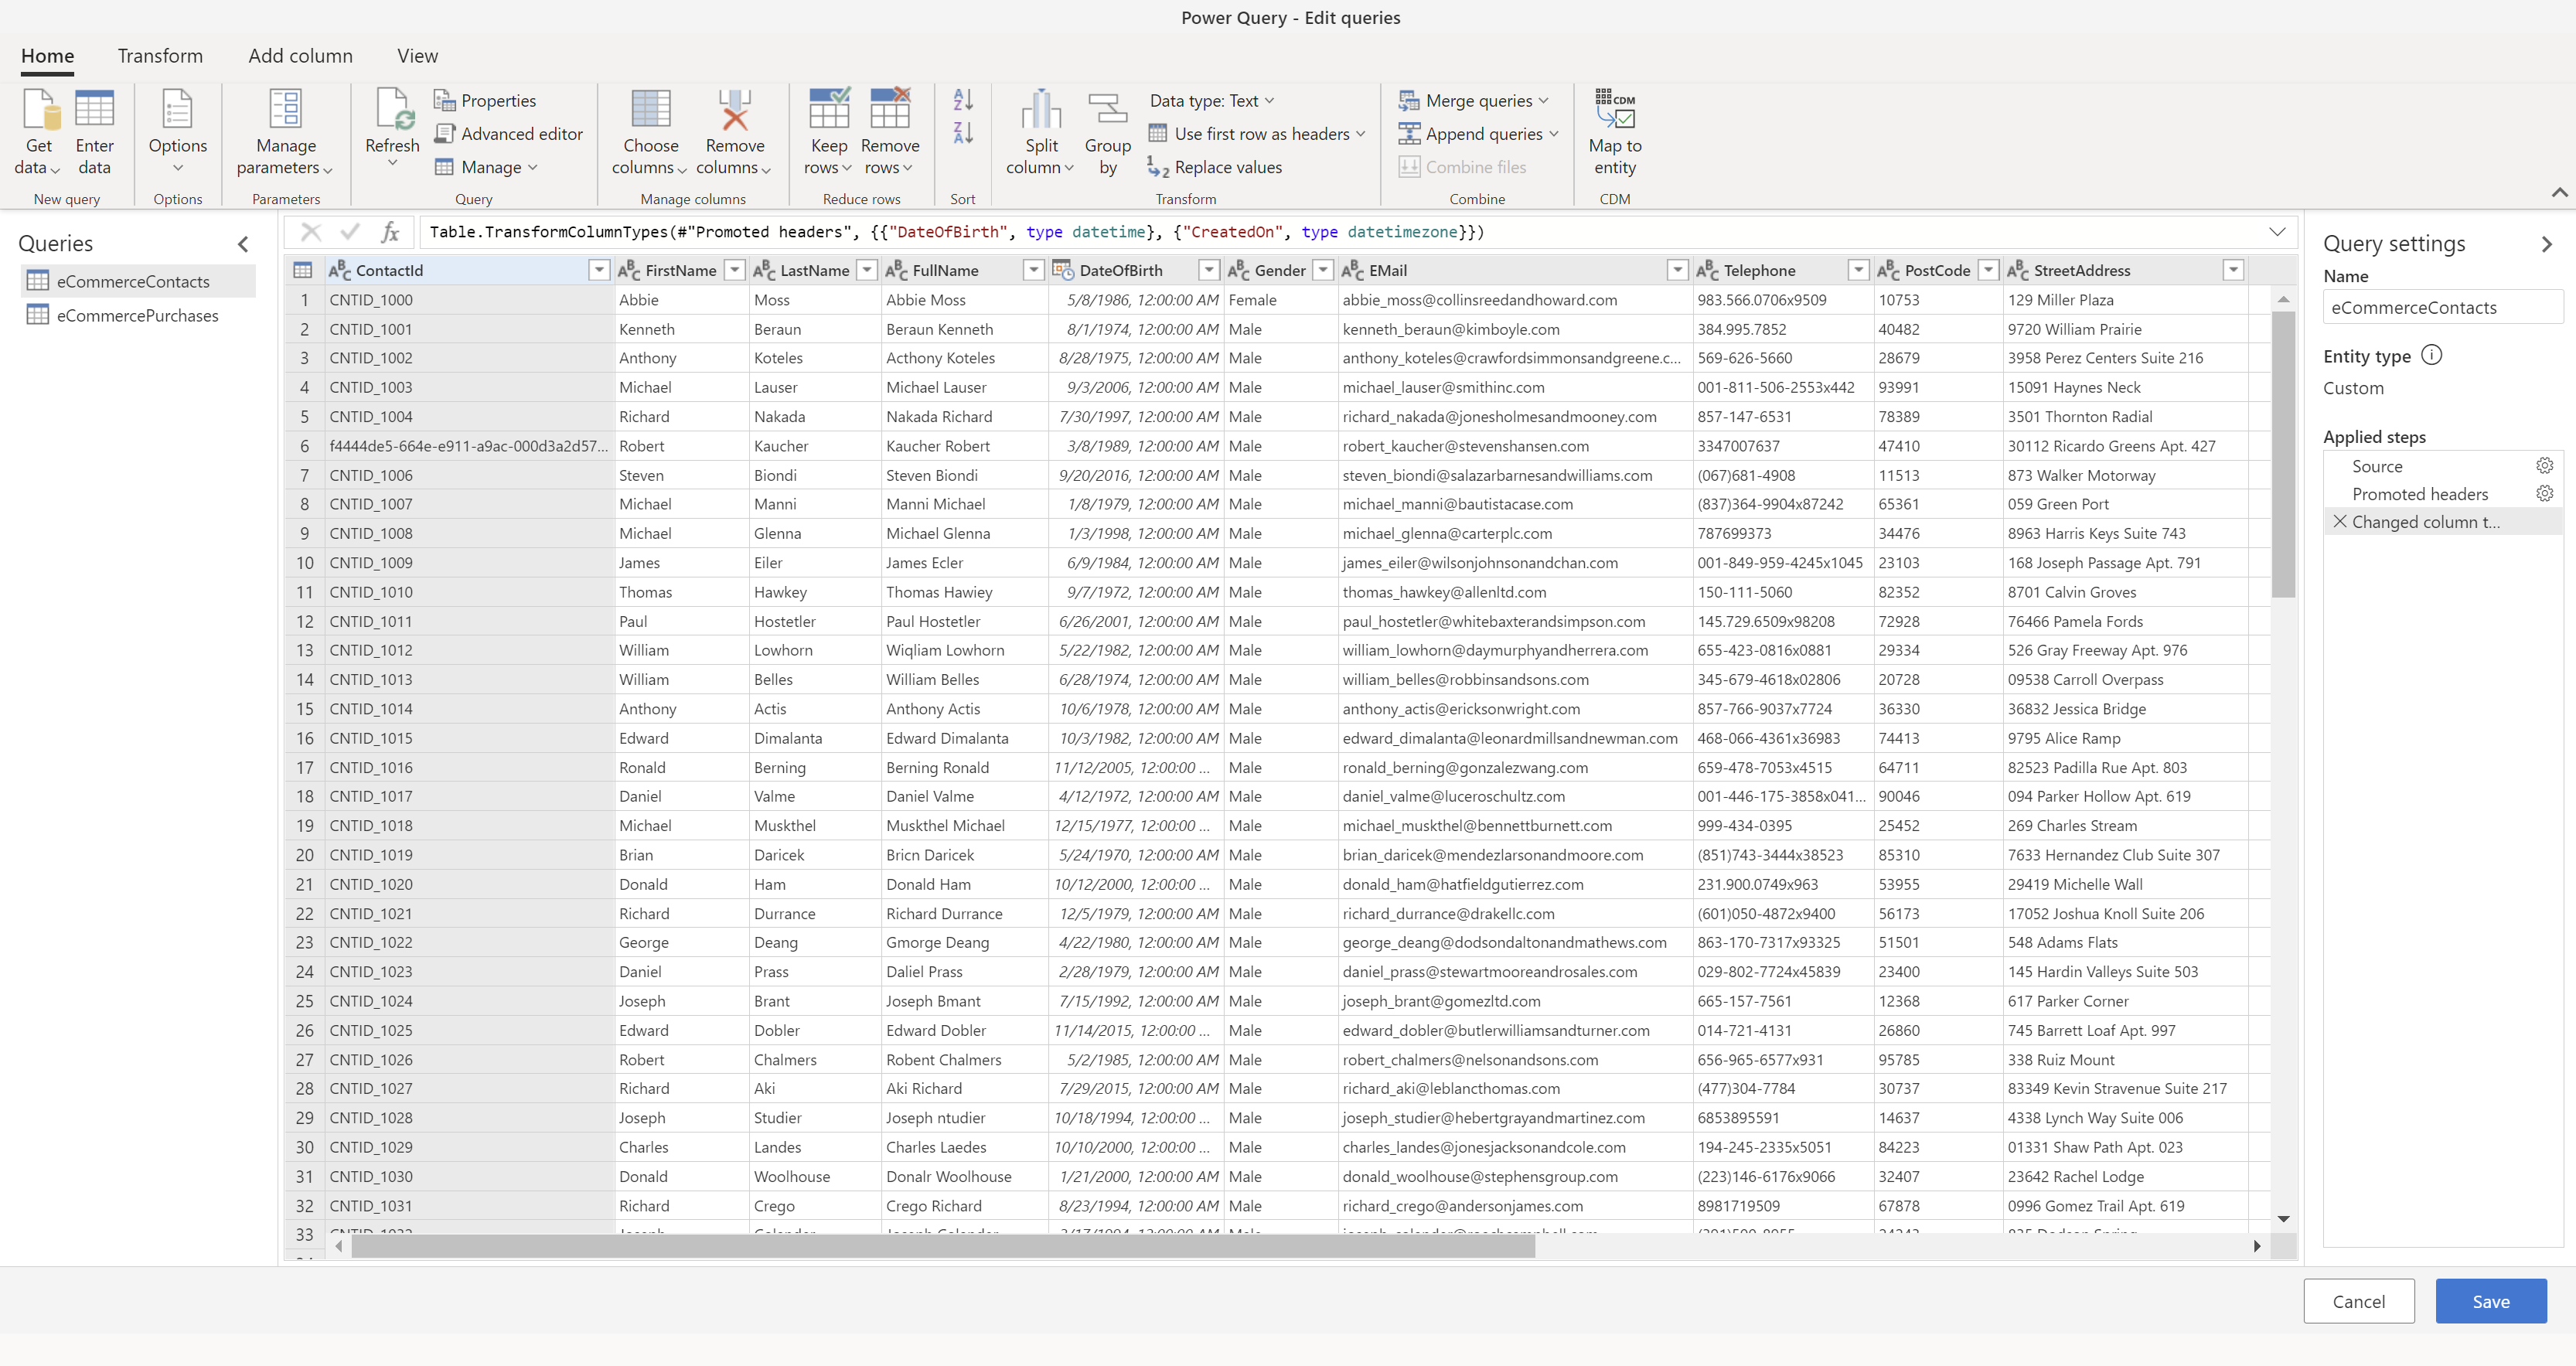 Power Query - Edit queries
Home Transform Add column View
Get data Enter data Options Manage parameters Refresh Properties Advanced editor Manage Choose columns Remove columns Keep rows Remove rows Split column Group by Data type: Text Use first row as headers Replace values Merge queries Append queries Combine files CDM Map to entity
New query Options Parameters Query Manage columns Reduce rows Sort Transform Combine CDM
Queries
eCommerceContacts
eCommercePurchases
fx Table.TransformColumnTypes(#"Promoted headers", {{"DateOfBirth", type datetime}, {"CreatedOn", type datetimezone}})
ContactId FirstName LastName FullName DateOfBirth Gender EMail Telephone PostCode StreetAddress
1 CNTID_1000 Abbie Moss Abbie Moss 5/8/1986, 12:00:00 AM Female abbie_moss@collinsreedandhoward.com 983.566.0706x9509 10753 129 Miller Plaza
2 CNTID_1001 Kenneth Beraun Beraun Kenneth 8/1/1974, 12:00:00 AM Male kenneth_beraun@kimboyle.com 384.995.7852 40482 9720 William Prairie
3 CNTID_1002 Anthony Koteles Acthony Koteles 8/28/1975, 12:00:00 AM Male anthony_koteles@crawfordsimmonsandgreene.c... 569-626-5660 28679 3958 Perez Centers Suite 216
4 CNTID_1003 Michael Lauser Michael Lauser 9/3/2006, 12:00:00 AM Male michael_lauser@smithinc.com 001-811-506-2553x442 93991 15091 Haynes Neck
5 CNTID_1004 Richard Nakada Nakada Richard 7/30/1997, 12:00:00 AM Male richard_nakada@jonesholmesandmooney.com 857-147-6531 78389 3501 Thornton Radial
6 f4444de5-664e-e911-a9ac-000d3a2d57... Robert Kaucher Kaucher Robert 3/8/1989, 12:00:00 AM Male robert_kaucher@stevenshansen.com 3347007637 47410 30112 Ricardo Greens Apt. 427
7 CNTID_1006 Steven Biondi Steven Biondi 9/20/2016, 12:00:00 AM Male steven_biondi@salazarbarnesandwilliams.com (067)681-4908 11513 873 Walker Motorway
8 CNTID_1007 Michael Manni Manni Michael 1/8/1979, 12:00:00 AM Male michael_manni@bautistacase.com (837)364-9904x87242 65361 059 Green Port
9 CNTID_1008 Michael Glenna Michael Glenna 1/3/1998, 12:00:00 AM Male michael_glenna@carterplc.com 787699373 34476 8963 Harris Keys Suite 743
10 CNTID_1009 James Eiler James Ecler 6/9/1984, 12:00:00 AM Male james_eiler@wilsonjohnsonandchan.com 001-849-959-4245x1045 23103 168 Joseph Passage Apt. 791
11 CNTID_1010 Thomas Hawkey Thomas Hawiey 9/7/1972, 12:00:00 AM Male thomas_hawkey@allenltd.com 150-111-5060 82352 8701 Calvin Groves
12 CNTID_1011 Paul Hostetler Paul Hostetler 6/26/2001, 12:00:00 AM Male paul_hostetler@whitebaxterandsimpson.com 145.729.6509x98208 72928 76466 Pamela Fords
13 CNTID_1012 William Lowhorn Wiqliam Lowhorn 5/22/1982, 12:00:00 AM Male william_lowhorn@daymurphyandherrera.com 655-423-0816x0881 29334 526 Gray Freeway Apt. 976
14 CNTID_1013 William Belles William Belles 6/28/1974, 12:00:00 AM Male william_belles@robbinsandsons.com 345-679-4618x02806 20728 09538 Carroll Overpass
15 CNTID_1014 Anthony Actis Anthony Actis 10/6/1978, 12:00:00 AM Male anthony_actis@ericksonwright.com 857-766-9037x7724 36330 36832 Jessica Bridge
16 CNTID_1015 Edward Dimalanta Edward Dimalanta 10/3/1982, 12:00:00 AM Male edward_dimalanta@leonardmillsandnewman.com 468-066-4361x36983 74413 9795 Alice Ramp
17 CNTID_1016 Ronald Berning Berning Ronald 11/12/2005, 12:00:00 ... Male ronald_berning@gonzalezwang.com 659-478-7053x4515 64711 82523 Padilla Rue Apt. 803
18 CNTID_1017 Daniel Valme Daniel Valme 4/12/1972, 12:00:00 AM Male daniel_valme@luceroschultz.com 001-446-175-3858x041... 90046 094 Parker Hollow Apt. 619
19 CNTID_1018 Michael Muskthel Muskthel Michael 12/15/1977, 12:00:00 ... Male michael_muskthel@bennettburnett.com 999-434-0395 25452 269 Charles Stream
20 CNTID_1019 Brian Daricek Bricn Daricek 5/24/1970, 12:00:00 AM Male brian_daricek@mendezlarsonandmoore.com (851)743-3444x38523 85310 7633 Hernandez Club Suite 307
21 CNTID_1020 Donald Ham Donald Ham 10/12/2000, 12:00:00 ... Male donald_ham@hatfieldgutierrez.com 231.900.0749x963 53955 29419 Michelle Wall
22 CNTID_1021 Richard Durrance Richard Durrance 12/5/1979, 12:00:00 AM Male richard_durrance@drakellc.com (601)050-4872x9400 56173 17052 Joshua Knoll Suite 206
23 CNTID_1022 George Deang Gmorge Deang 4/22/1980, 12:00:00 AM Male george_deang@dodsondaltonandmathews.com 863-170-7317x93325 51501 548 Adams Flats
24 CNTID_1023 Daniel Prass Daliel Prass 2/28/1979, 12:00:00 AM Male daniel_prass@stewartmooreandrosales.com 029-802-7724x45839 23400 145 Hardin Valleys Suite 503
25 CNTID_1024 Joseph Brant Joseph Bmant 7/15/1992, 12:00:00 AM Male joseph_brant@gomezltd.com 665-157-7561 12368 617 Parker Corner
26 CNTID_1025 Edward Dobler Edward Dobler 11/14/2015, 12:00:00 ... Male edward_dobler@butlerwilliamsandturner.com 014-721-4131 26860 745 Barrett Loaf Apt. 997
27 CNTID_1026 Robert Chalmers Robent Chalmers 5/2/1985, 12:00:00 AM Male robert_chalmers@nelsonandsons.com 656-965-6577x931 95785 338 Ruiz Mount
28 CNTID_1027 Richard Aki Aki Richard 7/29/2015, 12:00:00 AM Male richard_aki@leblancthomas.com (477)304-7784 30737 83349 Kevin Stravenue Suite 217
29 CNTID_1028 Joseph Studier Joseph ntudier 10/18/1994, 12:00:00 ... Male joseph_studier@hebertgrayandmartinez.com 6853895591 14637 4338 Lynch Way Suite 006
30 CNTID_1029 Charles Landes Charles Laedes 10/10/2000, 12:00:00 ... Male charles_landes@jonesjacksonandcole.com 194-245-2335x5051 84223 01331 Shaw Path Apt. 023
31 CNTID_1030 Donald Woolhouse Donalr Woolhouse 1/21/2000, 12:00:00 AM Male donald_woolhouse@stephensgroup.com (223)146-6176x9066 32407 23642 Rachel Lodge
32 CNTID_1031 Richard Crego Crego Richard 8/23/1994, 12:00:00 AM Male richard_crego@andersonjames.com 8981719509 67878 0996 Gomez Trail Apt. 619
33
Query settings
Name
eCommerceContacts
Entity type
Custom
Applied steps
Source
Promoted headers
Changed column t...
Cancel Save